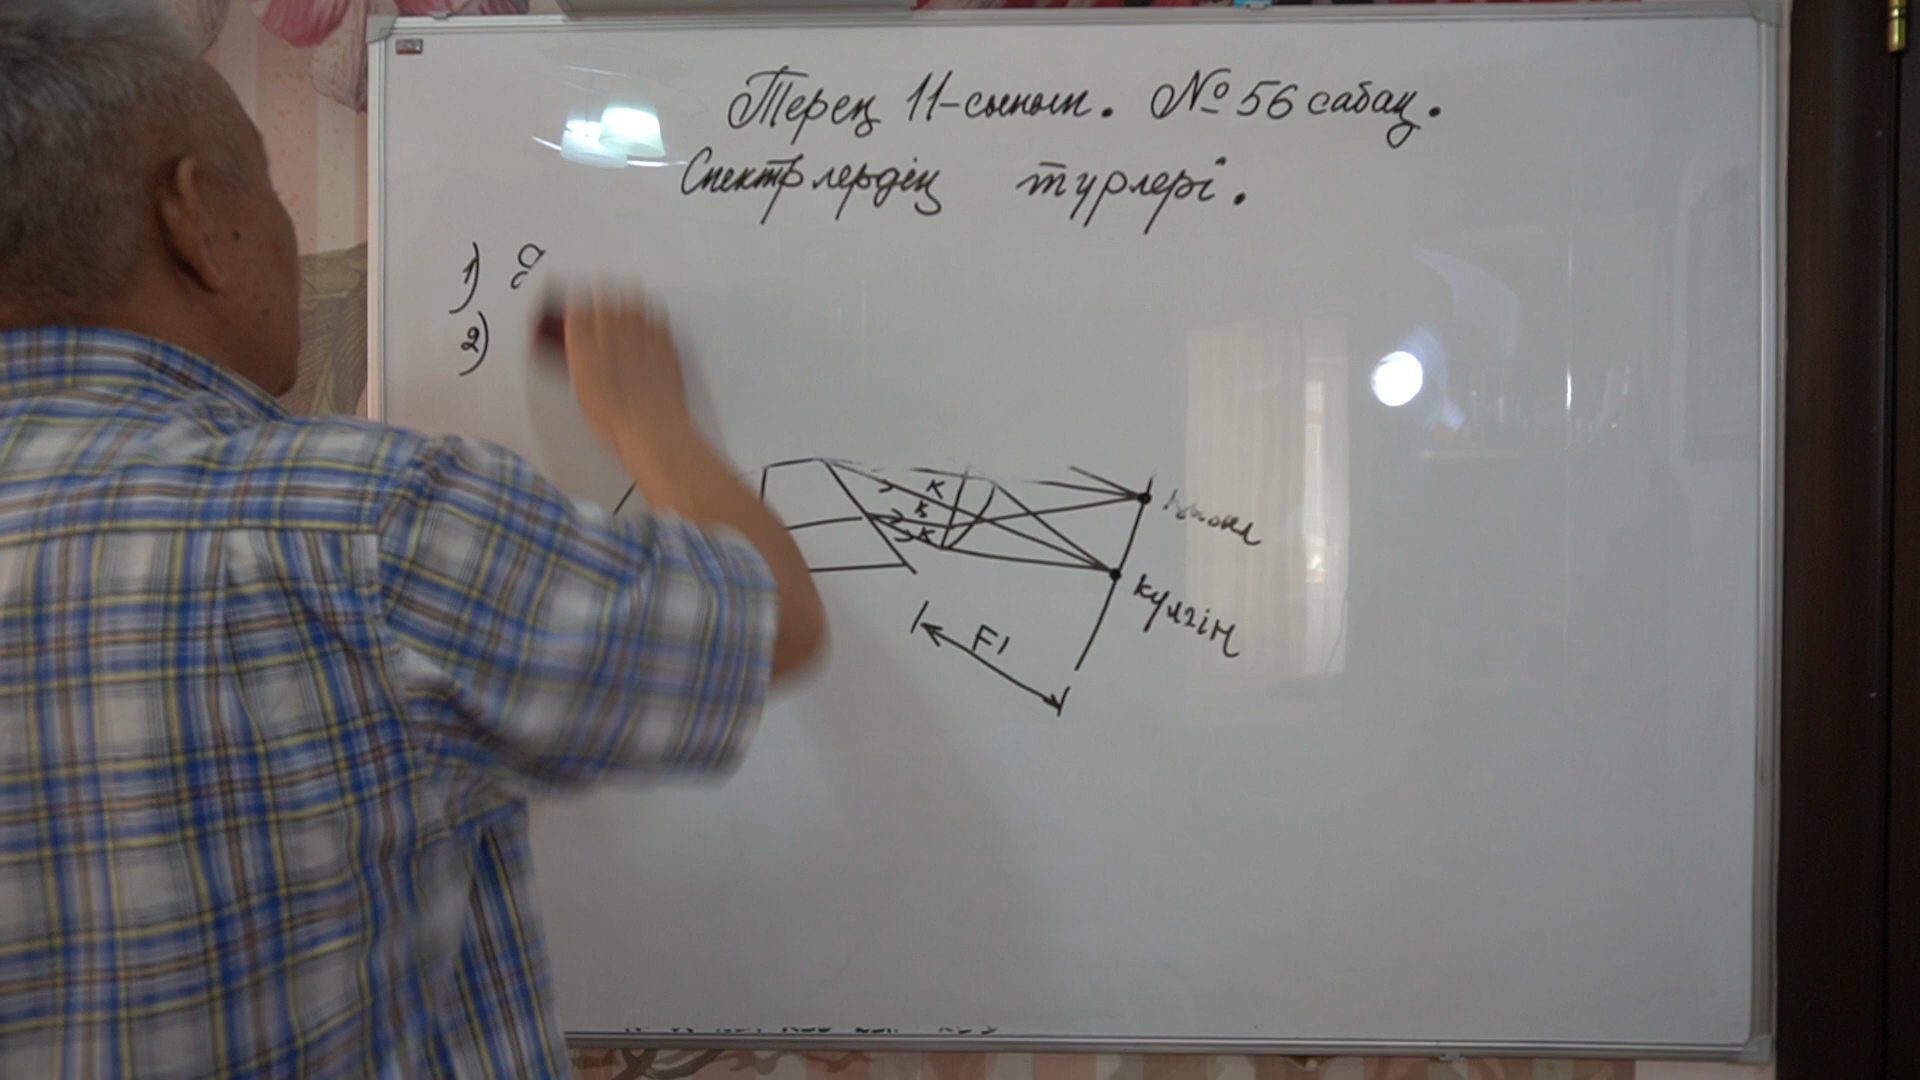 Терең 11-сынып. № 56 сабақ.
Спектрлердің түрлері.
1)
2)
К
К
К
күлгін
F1